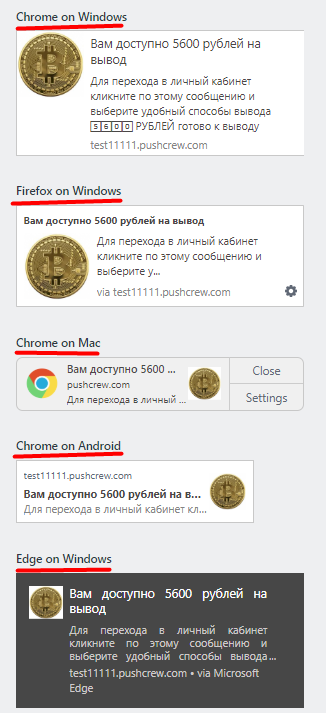 Chrome on Windows
Вам доступно 5600 рублей на
вывод
Для перехода в личный кабинет
кликните по этому сообщению и
выберите удобный способы вывода
5️⃣6️⃣0️⃣0️⃣ РУБЛЕЙ готово к выводу
test11111.pushcrew.com
Firefox on Windows
Вам доступно 5600 рублей на вывод
Для перехода в личный кабинет
кликните по этому сообщению и
выберите у...
via test11111.pushcrew.com
Chrome on Mac
Вам доступно 5600 ...
pushcrew.com
Для перехода в личный ...
Close
Settings
Chrome on Android
test11111.pushcrew.com
Вам доступно 5600 рублей на в...
Для перехода в личный кабинет кл...
Edge on Windows
Вам доступно 5600 рублей на
вывод
Для перехода в личный кабинет
кликните по этому сообщению и
выберите удобный способы вывода...
test11111.pushcrew.com • via Microsoft
Edge